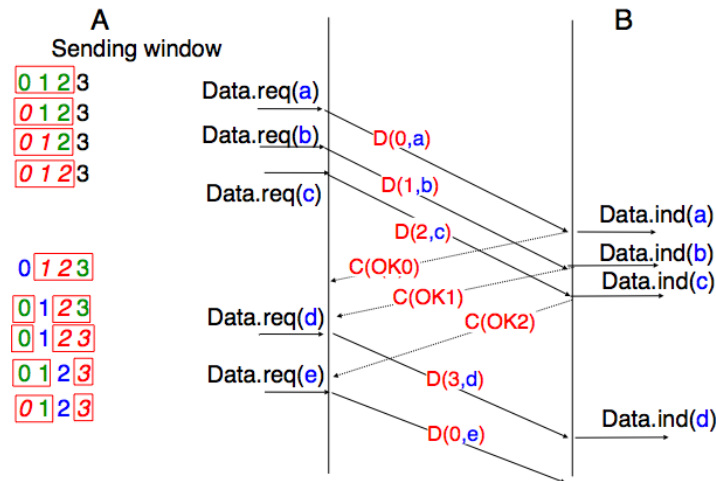 A
B
Sending window
0 1 2 3
Data.req(a)
0 1 2 3
0 1 2 3
Data.req(b)
D(0,a)
0 1 2 3
Data.req(c)
D(1,b)
D(2,c)
Data.ind(a)
0 1 2 3
C(OK0)
Data.ind(b)
Data.ind(c)
C(OK1)
0 1 2 3
Data.req(d)
C(OK2)
0 1 2 3
0 1 2 3
Data.req(e)
D(3,d)
0 1 2 3
Data.ind(d)
D(0,e)